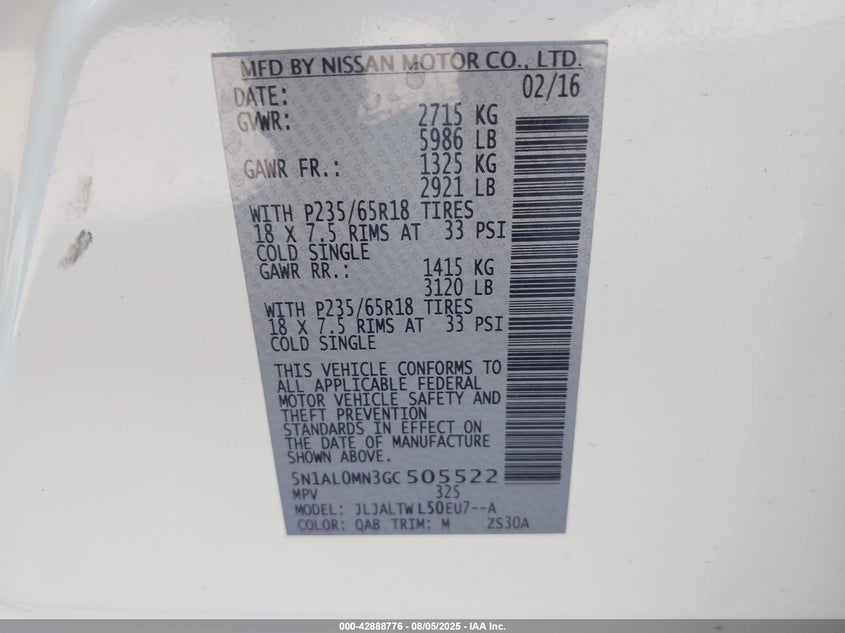 MFD BY NISSAN MOTOR CO., LTD.
DATE: 02/16
GVWR: 2715 KG
5986 LB
GAWR FR.: 1325 KG
2921 LB
WITH P235/65R18 TIRES
18 X 7.5 RIMS AT 33 PSI
COLD SINGLE
GAWR RR.: 1415 KG
3120 LB
WITH P235/65R18 TIRES
18 X 7.5 RIMS AT 33 PSI
COLD SINGLE
THIS VEHICLE CONFORMS TO
ALL APPLICABLE FEDERAL
MOTOR VEHICLE SAFETY AND
THEFT PREVENTION
STANDARDS IN EFFECT ON
THE DATE OF MANUFACTURE
SHOWN ABOVE.
5N1AL0MN3GC505522
MPV 325
MODEL: JLJALTWL50EU7--A
COLOR: QAB TRIM: M ZS30A
000-42888776 - 08/05/2025 - IAA Inc.